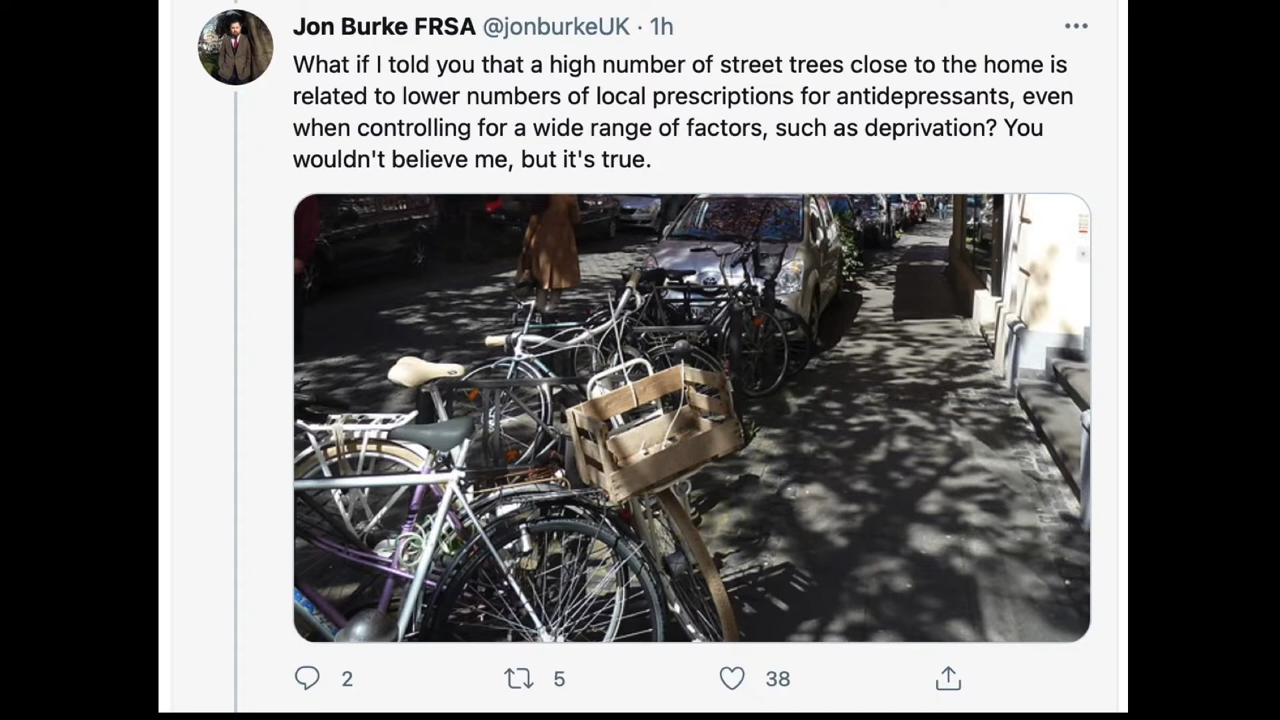 Jon Burke FRSA @jonburkeUK · 1h
What if I told you that a high number of street trees close to the home is
related to lower numbers of local prescriptions for antidepressants, even
when controlling for a wide range of factors, such as deprivation? You
wouldn't believe me, but it's true.
2 5 38